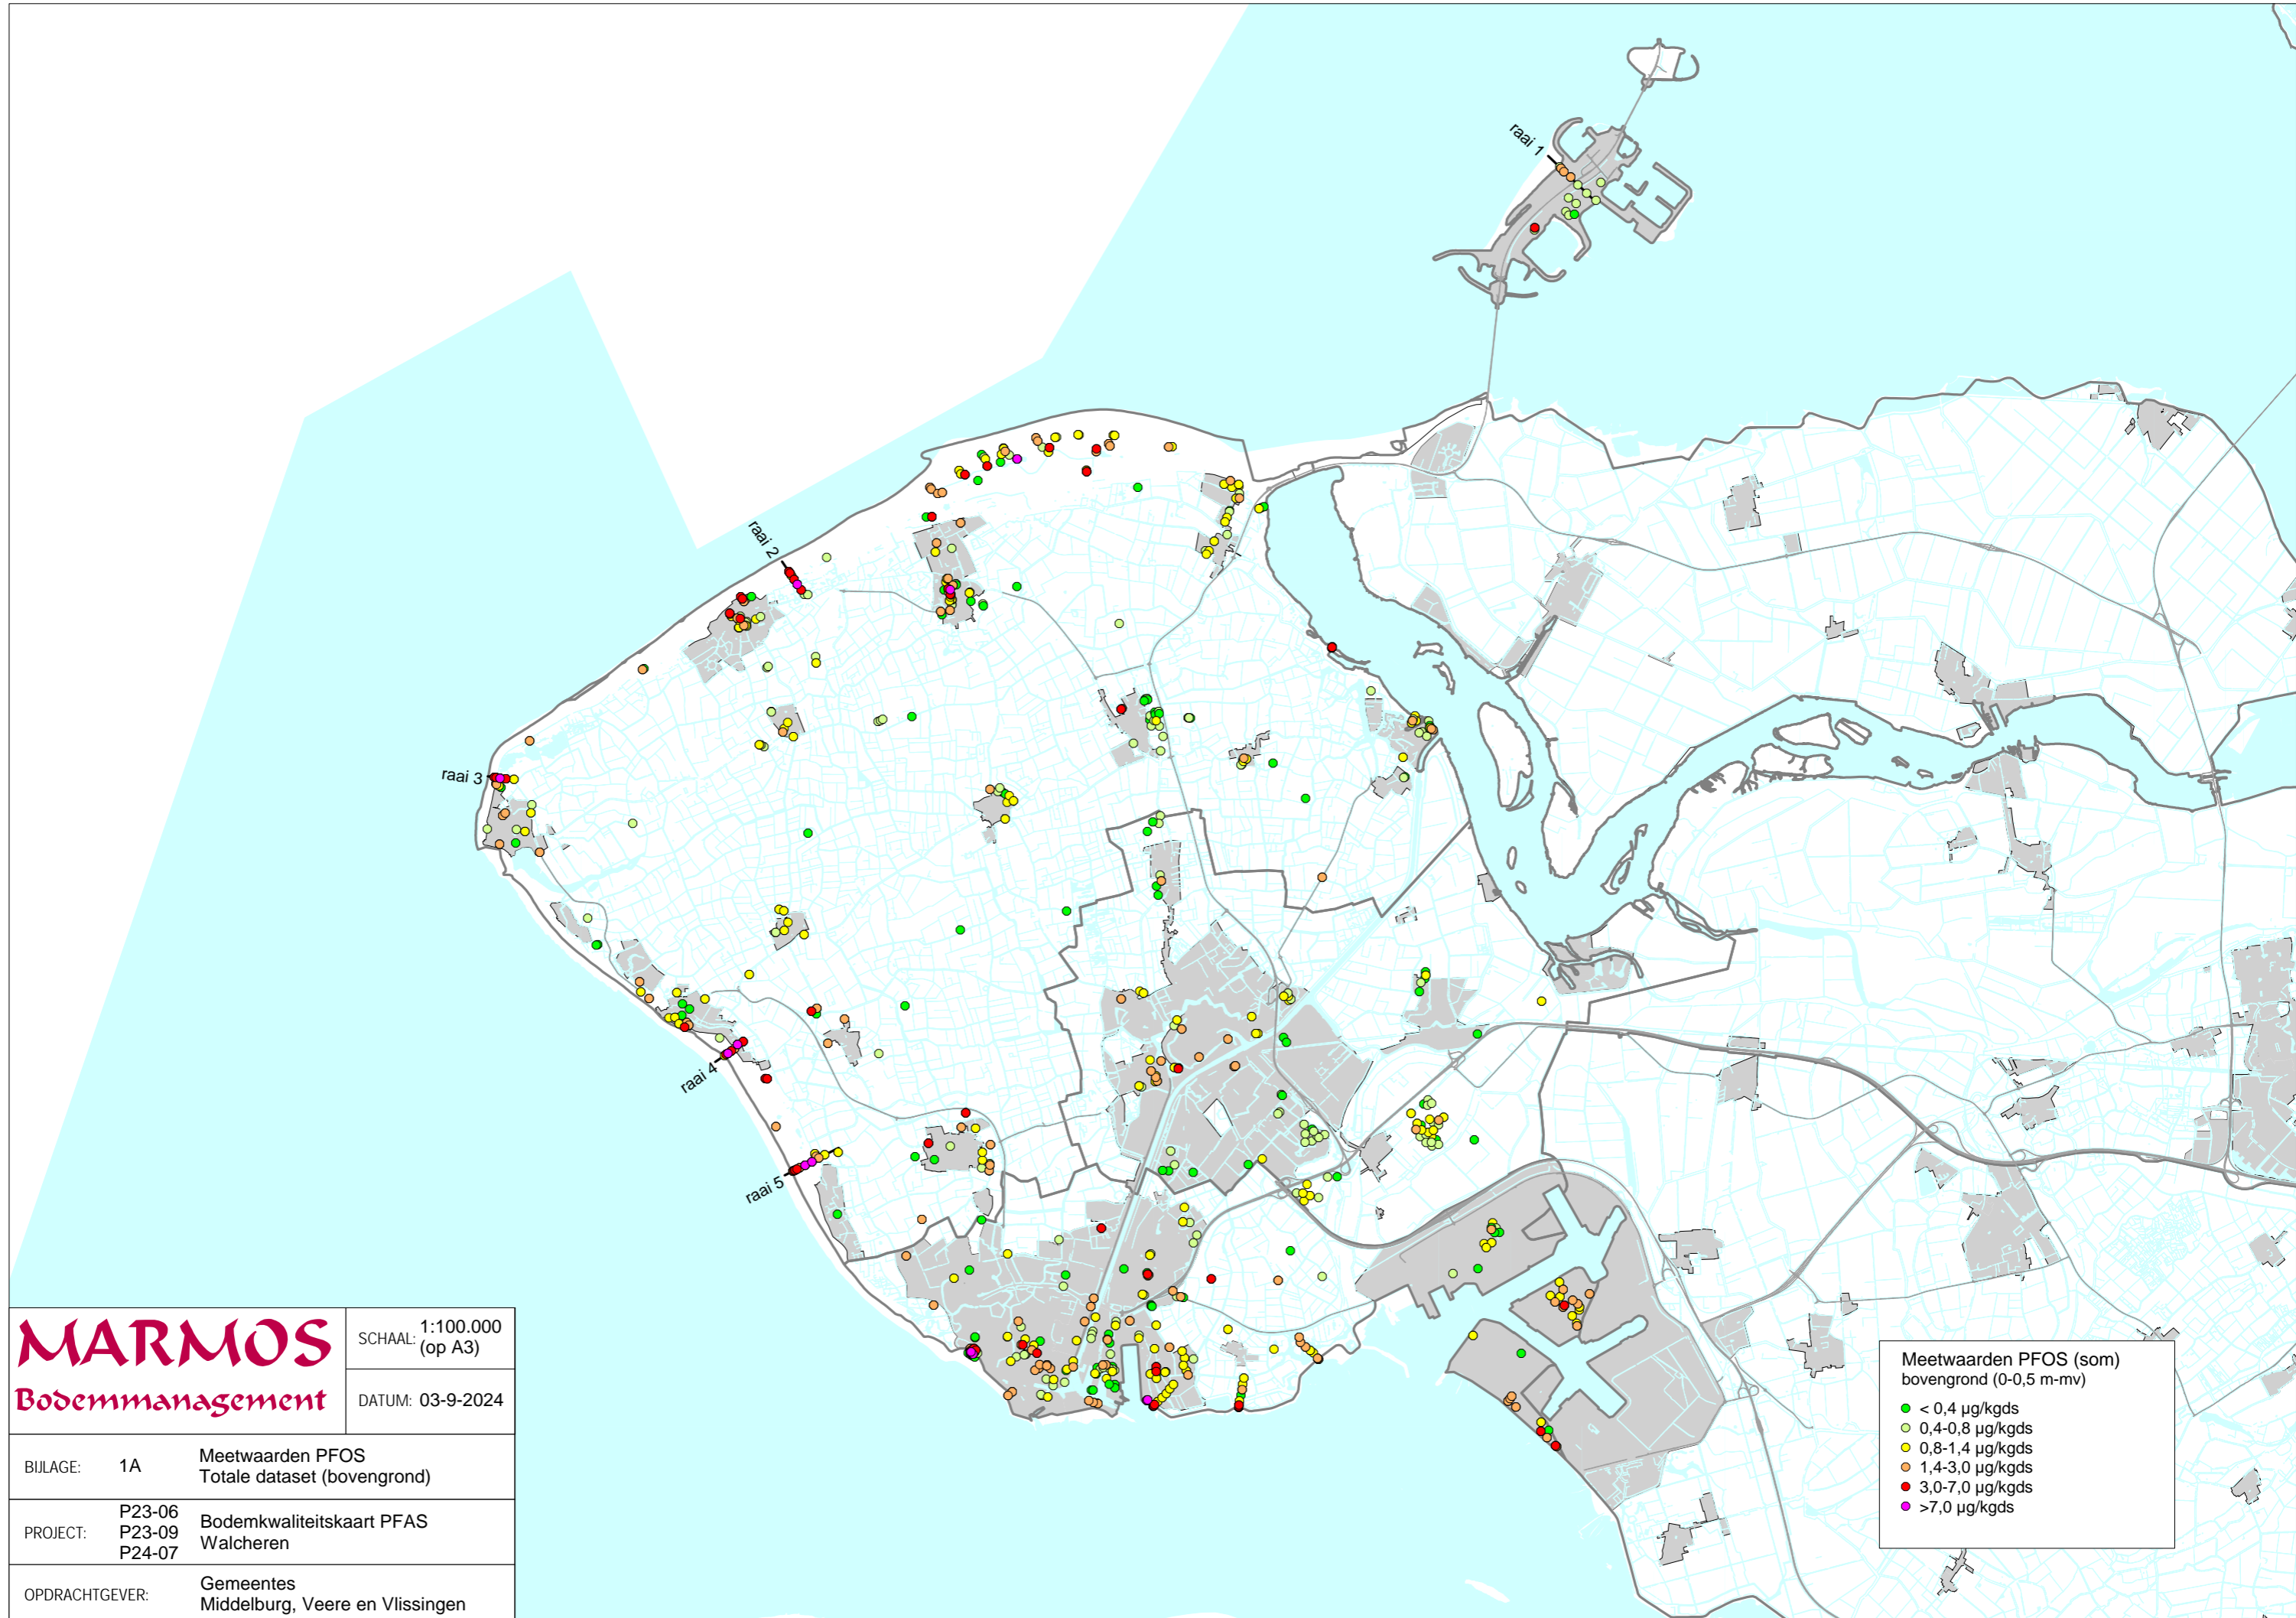 raai 1
raai 2
raai 3
raai 4
raai 5
MARMOS
Bodemmanagement
SCHAAL: 1:100.000
(op A3)
DATUM: 03-9-2024
BIJLAGE: 1A Meetwaarden PFOS
Totale dataset (bovengrond)
PROJECT: P23-06
P23-09
P24-07
Bodemkwaliteitskaart PFAS
Walcheren
OPDRACHTGEVER: Gemeentes
Middelburg, Veere en Vlissingen
Meetwaarden PFOS (som)
bovengrond (0-0,5 m-mv)
< 0,4 µg/kgds
0,4-0,8 µg/kgds
0,8-1,4 µg/kgds
1,4-3,0 µg/kgds
3,0-7,0 µg/kgds
>7,0 µg/kgds